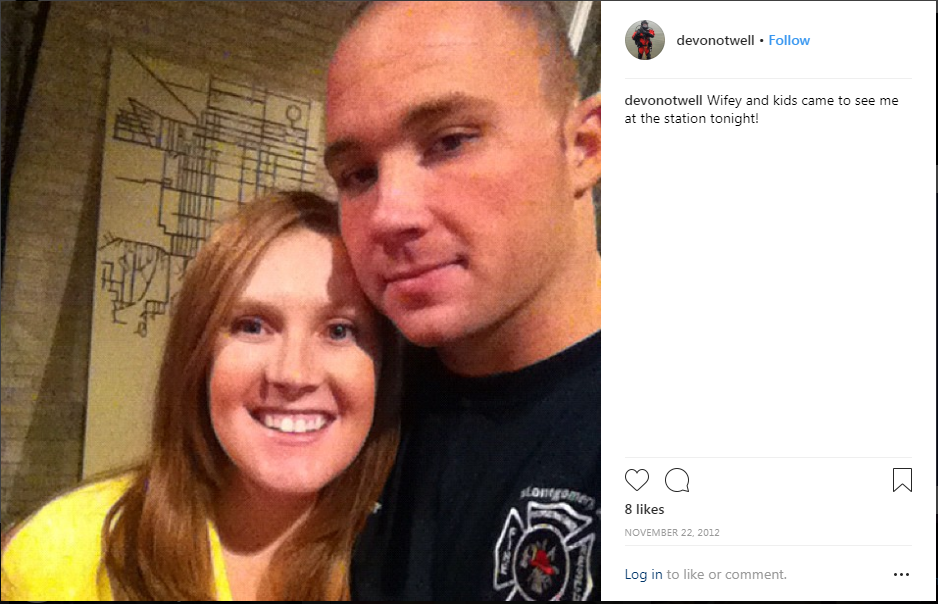 devonotwell • Follow
devonotwell Wifey and kids came to see me
at the station tonight!
Montgomery
8 likes
NOVEMBER 22, 2012
Log in to like or comment.